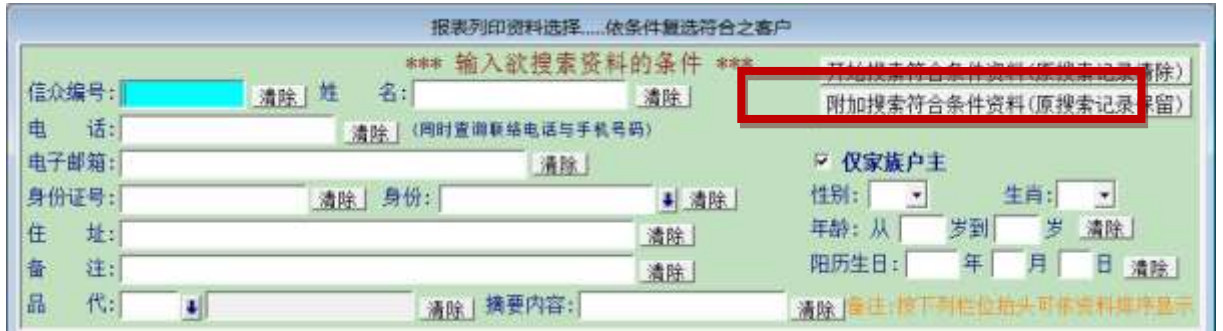 报表列印资料选择.....依条件复选符合之客户
*** 输入欲搜索资料的条件 ***
开始搜索符合条件资料(原搜索记录清除)
信众编号: 清除 姓 名: 清除
附加搜索符合条件资料(原搜索记录保留)
电 话: 清除 (同时查询联络电话与手机号码)
电子邮箱: 清除 仅家族户主
身份证号: 清除 身份: 清除 性别: 生肖:
住 址: 清除 年龄: 从 岁到 岁 清除
备 注: 清除 阳历生日: 年 月 日 清除
品 代: 清除 摘要内容: 清除 备注:按下列栏位抬头可依资料排序显示